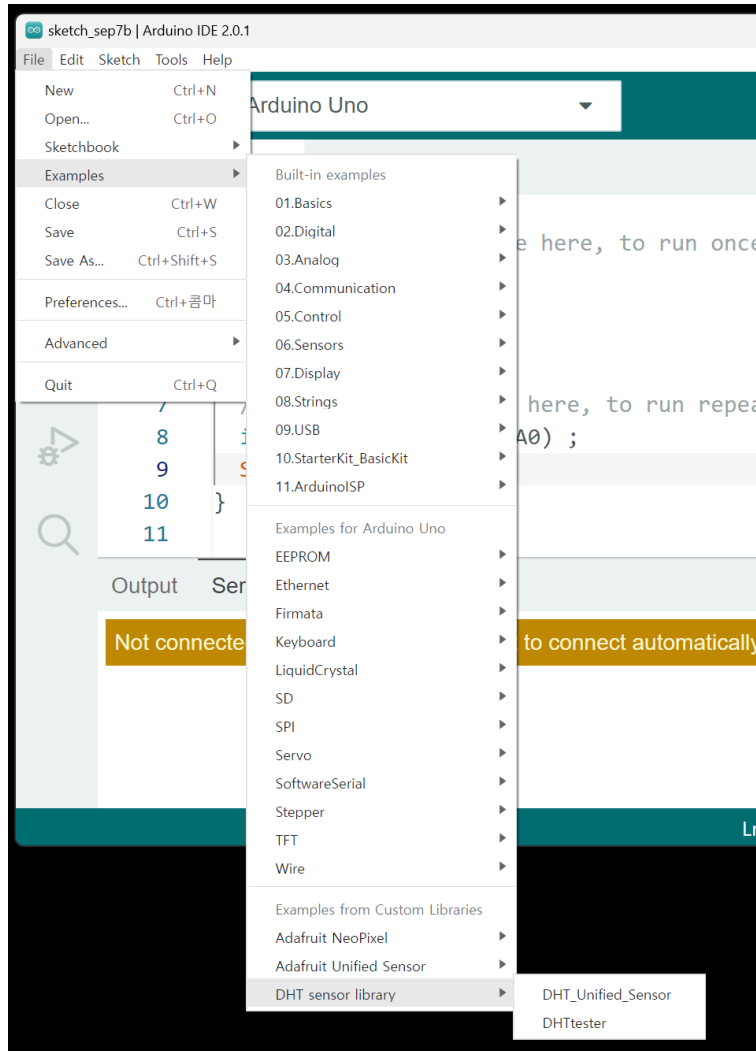 sketch_sep7b | Arduino IDE 2.0.1
File Edit Sketch Tools Help
New Ctrl+N
Open... Ctrl+O
Sketchbook
Examples
Close Ctrl+W
Save Ctrl+S
Save As... Ctrl+Shift+S
Preferences... Ctrl+콤마
Advanced
Quit Ctrl+Q
Arduino Uno
Built-in examples
01.Basics
02.Digital
03.Analog
04.Communication
05.Control
06.Sensors
07.Display
08.Strings
09.USB
10.StarterKit_BasicKit
11.ArduinoISP
Examples for Arduino Uno
EEPROM
Ethernet
Firmata
Keyboard
LiquidCrystal
SD
SPI
Servo
SoftwareSerial
Stepper
TFT
Wire
Examples from Custom Libraries
Adafruit NeoPixel
Adafruit Unified Sensor
DHT sensor library
DHT_Unified_Sensor
DHTtester
e here, to run once
7 / here, to run repea
8 i A0) ;
9 S
10 }
11
Output Ser
Not connecte to connect automatically
Ln